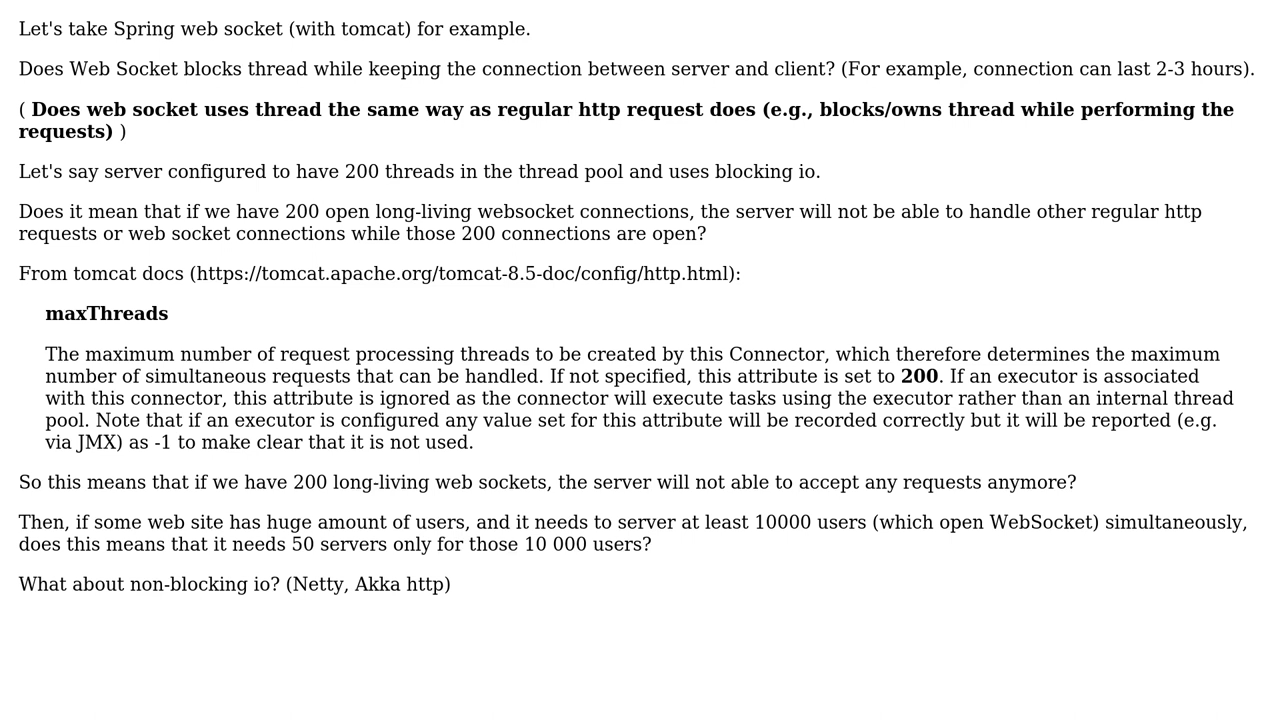 Let's take Spring web socket (with tomcat) for example.
Does Web Socket blocks thread while keeping the connection between server and client? (For example, connection can last 2-3 hours).
( Does web socket uses thread the same way as regular http request does (e.g., blocks/owns thread while performing the
requests) )
Let's say server configured to have 200 threads in the thread pool and uses blocking io.
Does it mean that if we have 200 open long-living websocket connections, the server will not be able to handle other regular http
requests or web socket connections while those 200 connections are open?
From tomcat docs (https://tomcat.apache.org/tomcat-8.5-doc/config/http.html):
maxThreads
The maximum number of request processing threads to be created by this Connector, which therefore determines the maximum
number of simultaneous requests that can be handled. If not specified, this attribute is set to 200. If an executor is associated
with this connector, this attribute is ignored as the connector will execute tasks using the executor rather than an internal thread
pool. Note that if an executor is configured any value set for this attribute will be recorded correctly but it will be reported (e.g.
via JMX) as -1 to make clear that it is not used.
So this means that if we have 200 long-living web sockets, the server will not able to accept any requests anymore?
Then, if some web site has huge amount of users, and it needs to server at least 10000 users (which open WebSocket) simultaneously,
does this means that it needs 50 servers only for those 10 000 users?
What about non-blocking io? (Netty, Akka http)